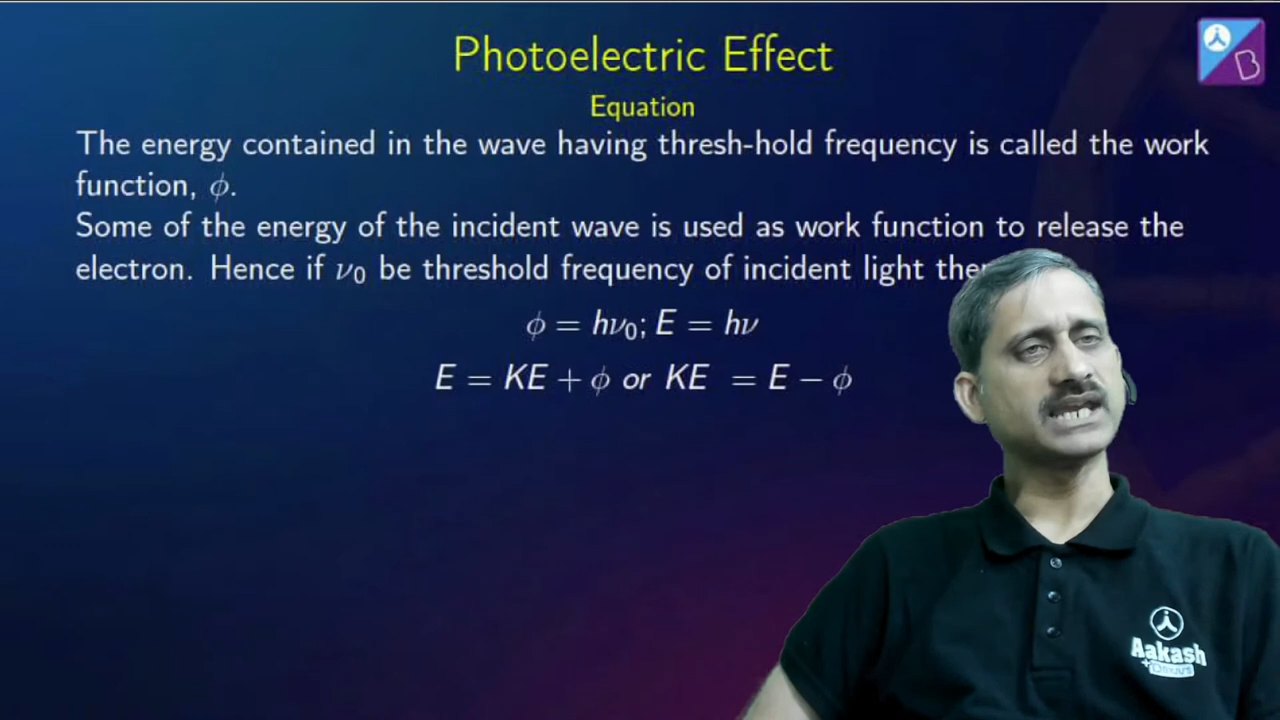 Photoelectric Effect
Equation
The energy contained in the wave having thresh-hold frequency is called the work
function, ϕ.
Some of the energy of the incident wave is used as work function to release the
electron. Hence if ν₀ be threshold frequency of incident light
ϕ = hν₀; E = hν
E = KE + ϕ or KE = E − ϕ
Aakash